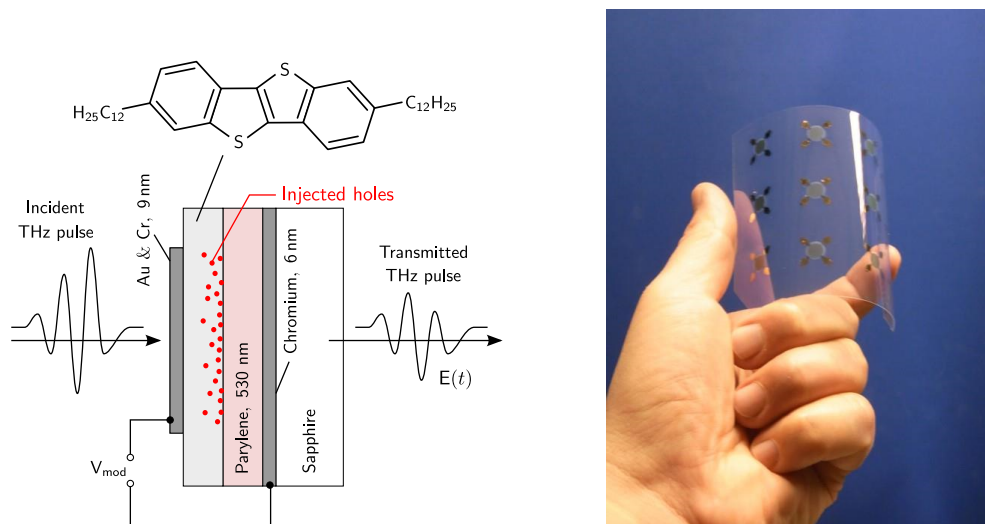 S
H25C12
C12H25
S
Injected holes
Incident
THz pulse
Au & Cr, 9 nm
Transmitted
THz pulse
Chromium, 6 nm
E(t)
Parylene, 530 nm
Sapphire
Vmod